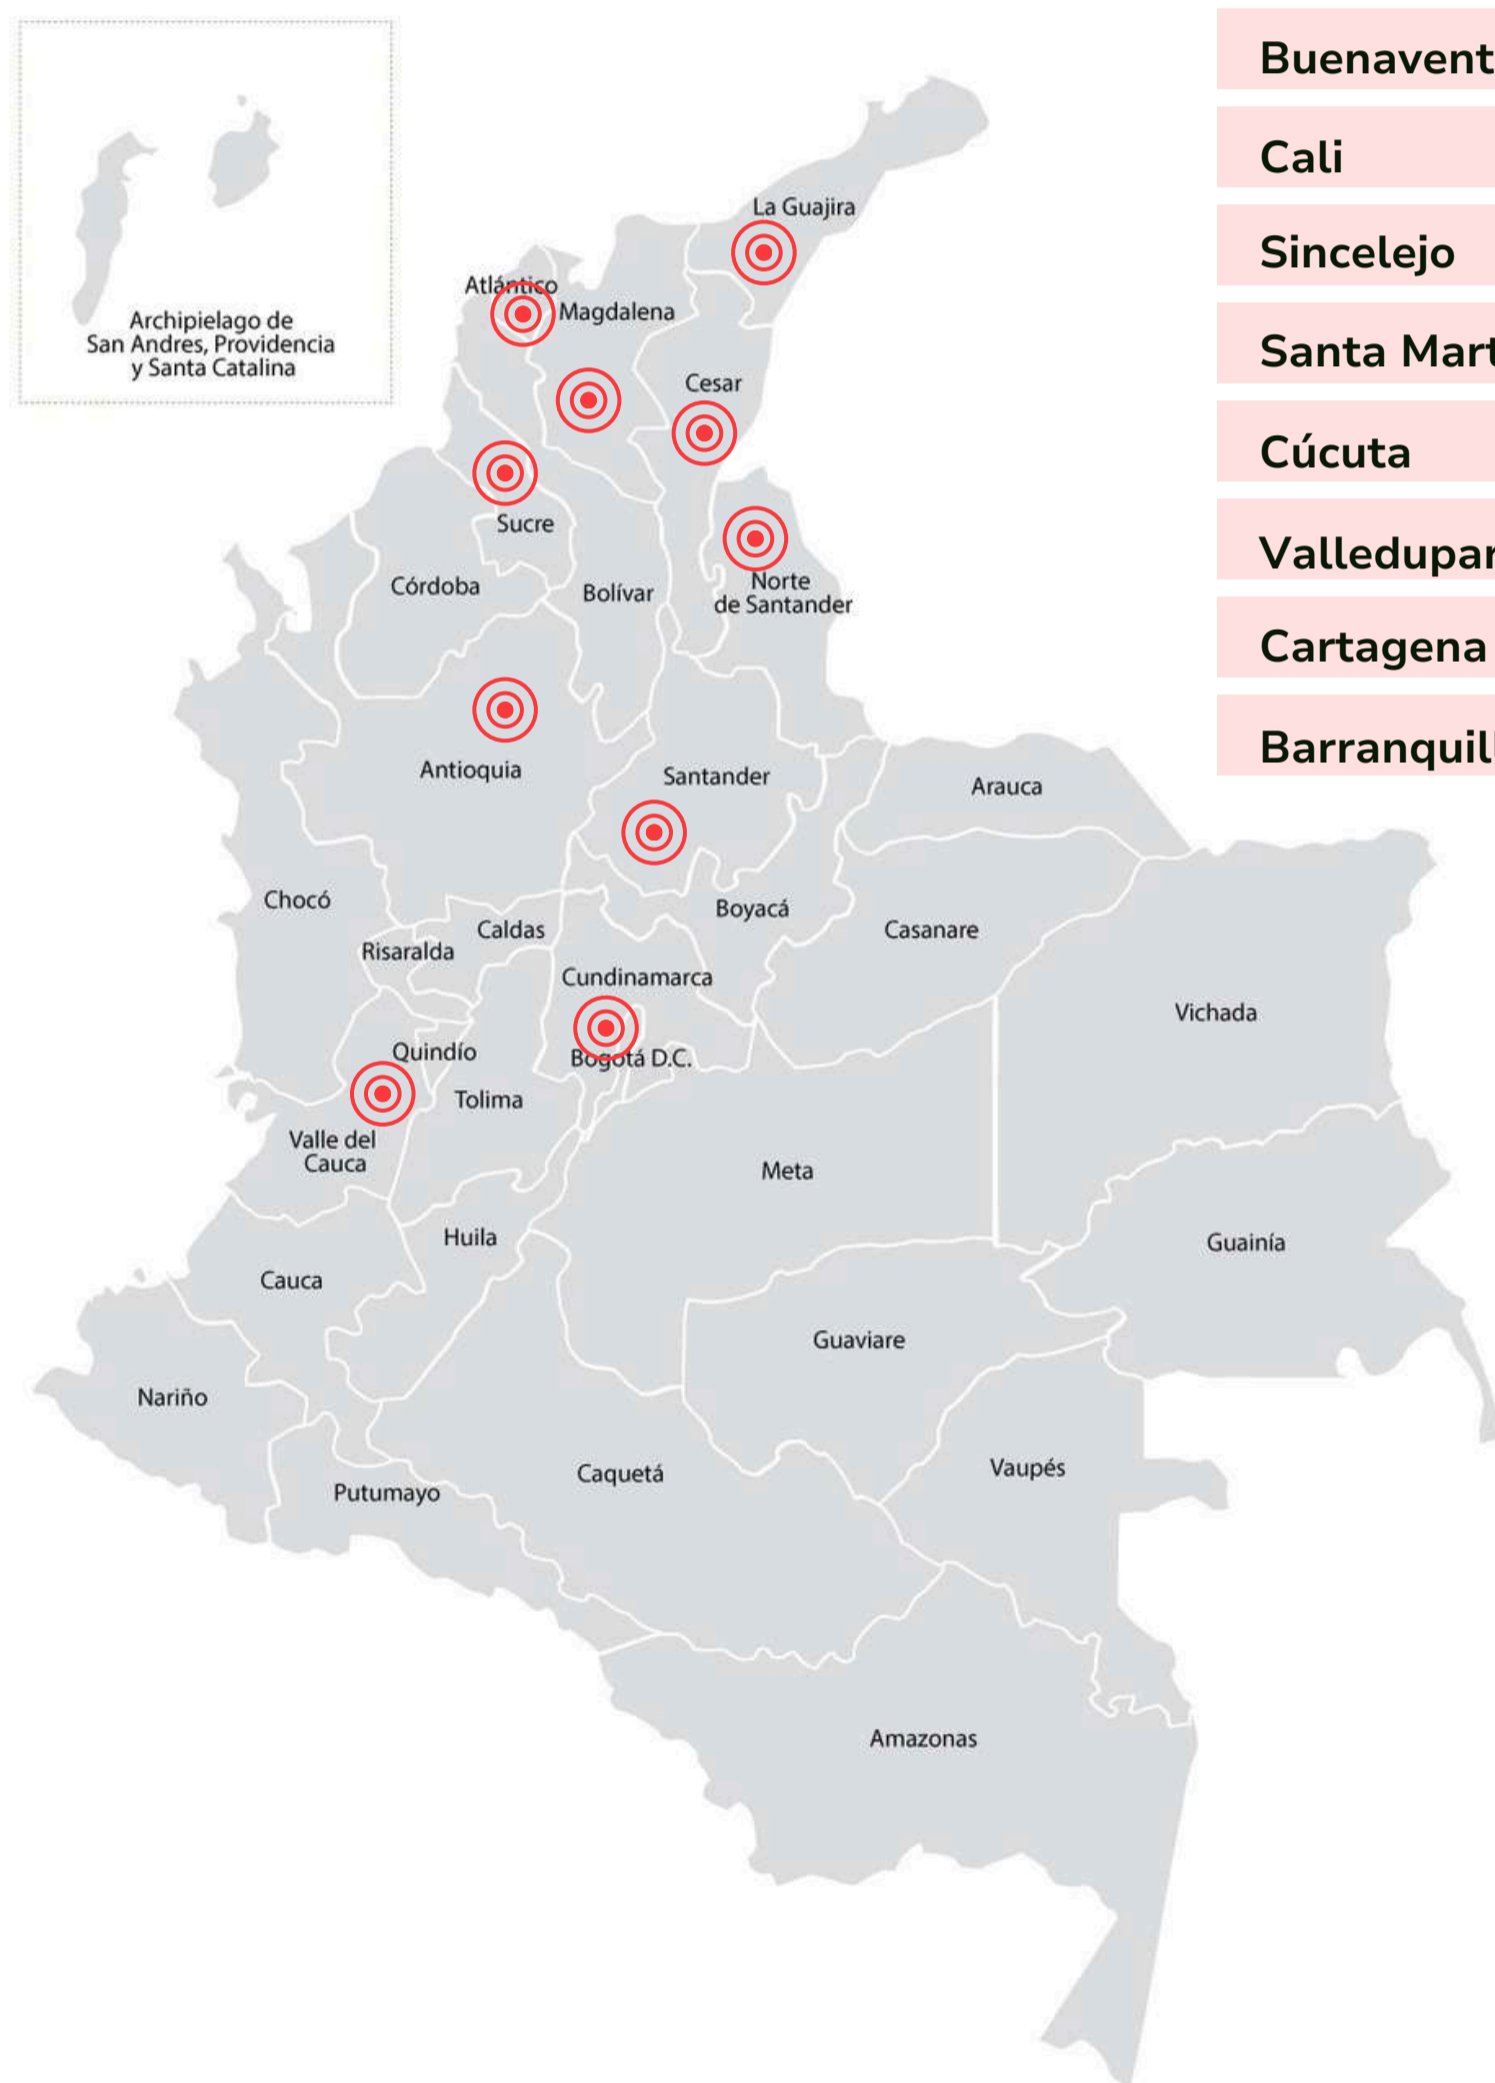 Archipielago de
San Andres, Providencia
y Santa Catalina
La Guajira
Atlántico
Magdalena
Cesar
Sucre
Córdoba
Bolívar
Norte
de Santander
Antioquia
Santander
Arauca
Chocó
Boyacá
Caldas
Casanare
Risaralda
Cundinamarca
Vichada
Quindío
Bogotá D.C.
Tolima
Valle del
Cauca
Meta
Huila
Guainía
Cauca
Guaviare
Nariño
Caquetá
Vaupés
Putumayo
Amazonas
Buenavent
Cali
Sincelejo
Santa Mart
Cúcuta
Valledupar
Cartagena
Barranquil